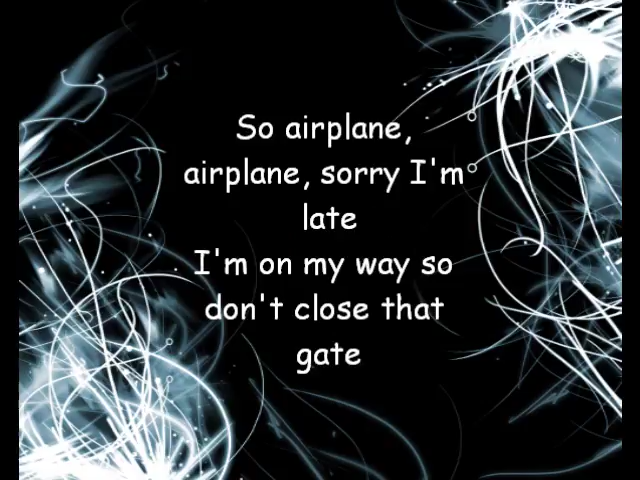 So airplane,
airplane, sorry I'm
late
I'm on my way so
don't close that
gate